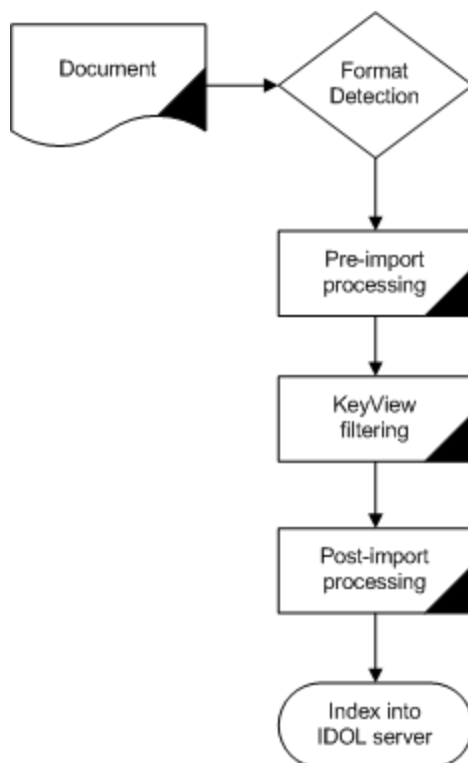 Document
Format
Detection
Pre-import
processing
KeyView
filtering
Post-import
processing
Index into
IDOL server